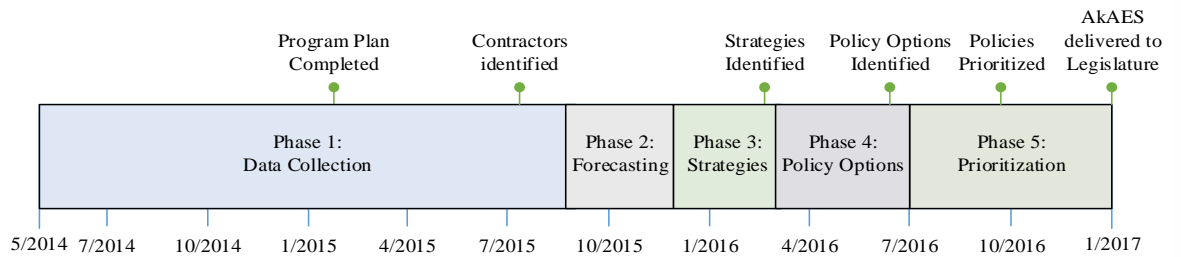 Program Plan
Completed
Contractors
identified
Strategies
Identified
Policy Options
Identified
Policies
Prioritized
AkAES
delivered to
Legislature
Phase 1:
Data Collection
Phase 2:
Forecasting
Phase 3:
Strategies
Phase 4:
Policy Options
Phase 5:
Prioritization
5/2014
7/2014
10/2014
1/2015
4/2015
7/2015
10/2015
1/2016
4/2016
7/2016
10/2016
1/2017